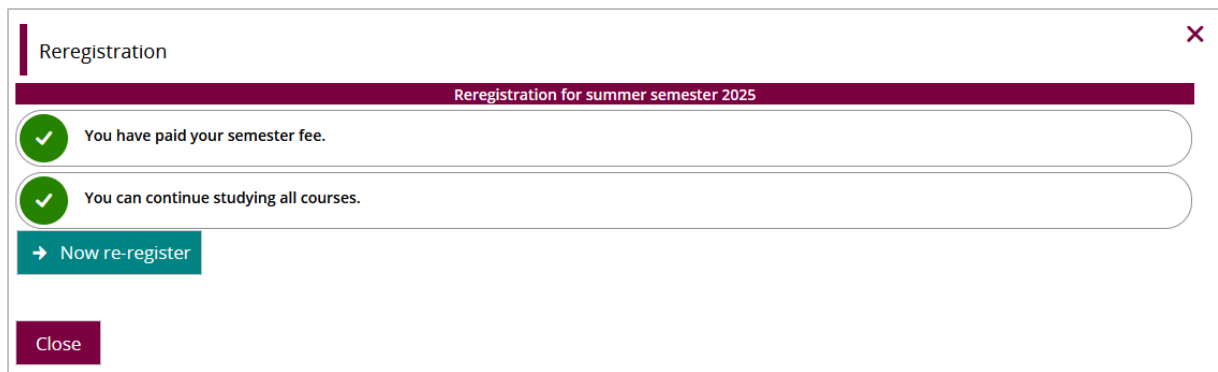 Reregistration
Reregistration for summer semester 2025
You have paid your semester fee.
You can continue studying all courses.
Now re-register
Close